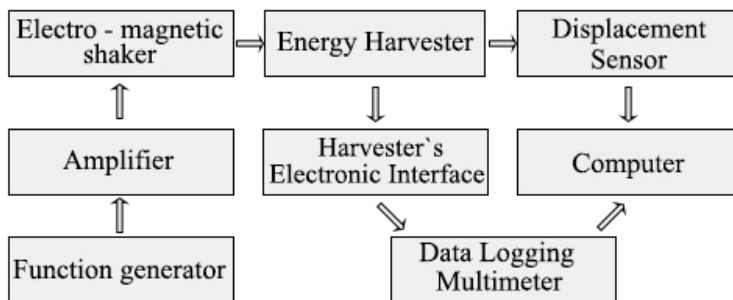 Electro - magnetic
shaker
Energy Harvester
Displacement
Sensor
Amplifier
Harvester`s
Electronic Interface
Computer
Function generator
Data Logging
Multimeter